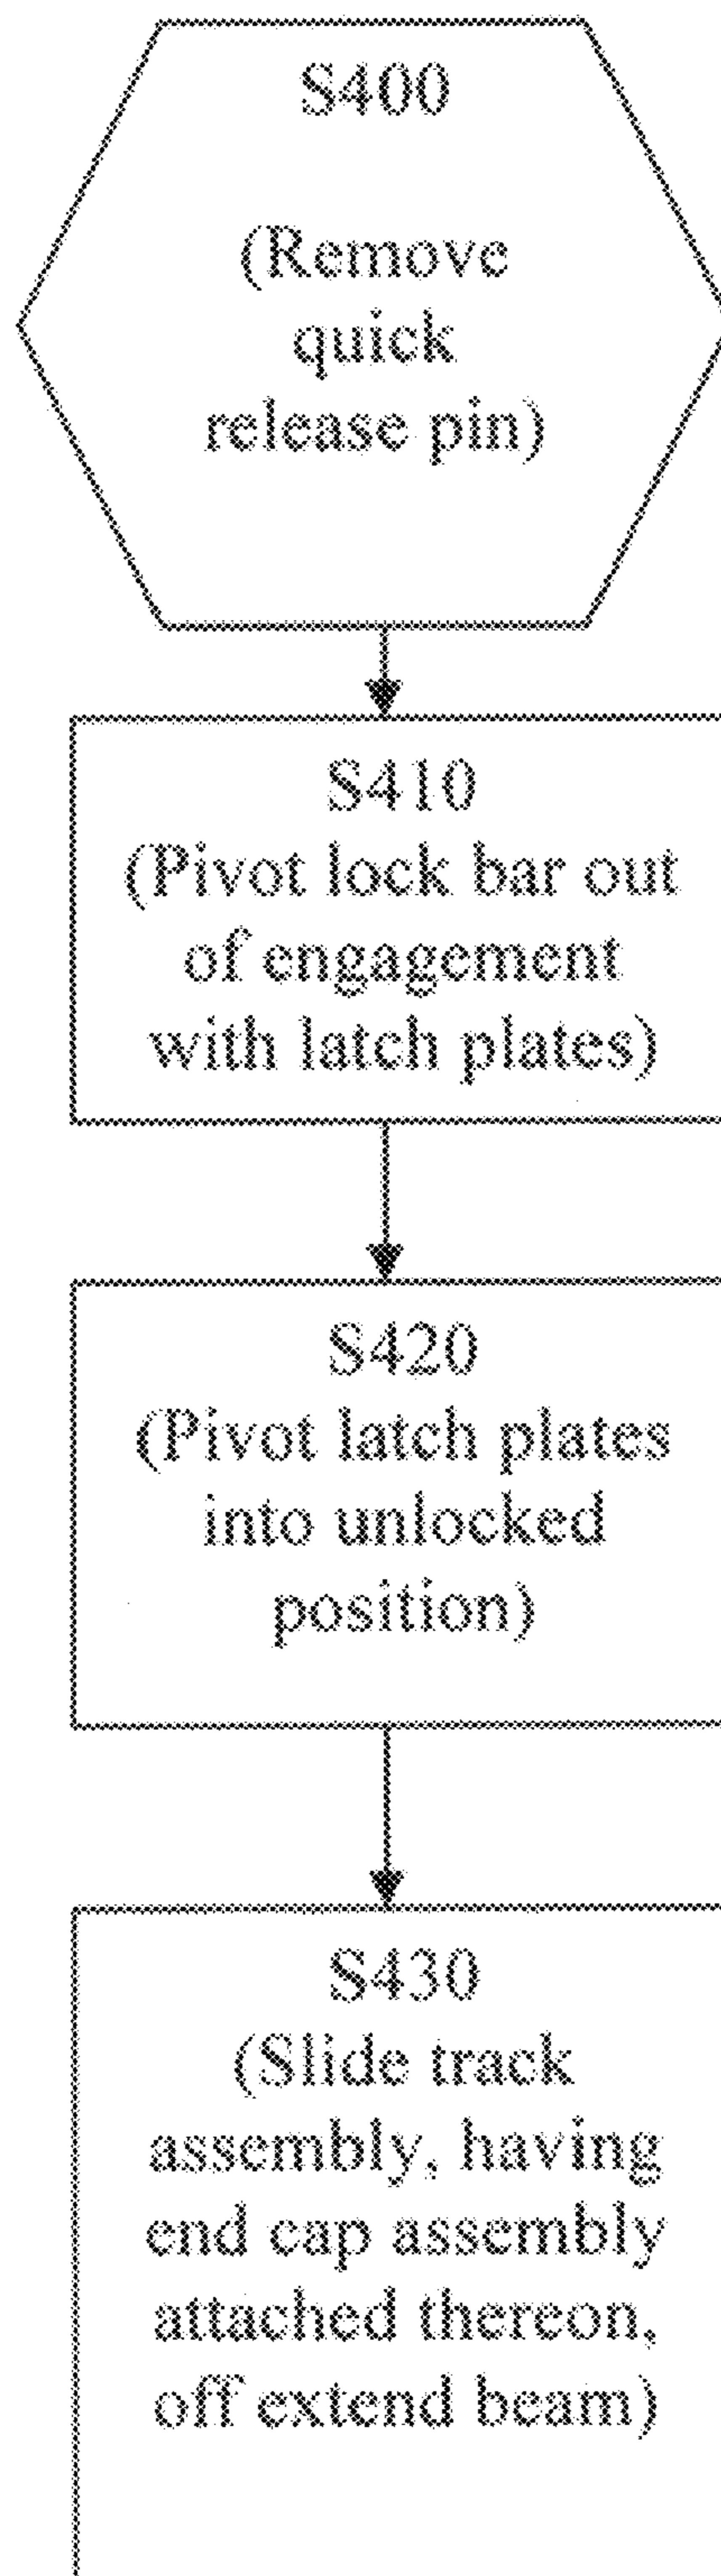 S400
(Remove
quick
release pin)
S410
(Pivot lock bar out
of engagement
with latch plates)
S420
(Pivot latch plates
into unlocked
position)
S430
(Slide track
assembly, having
end cap assembly
attached thereon,
off extend beam)